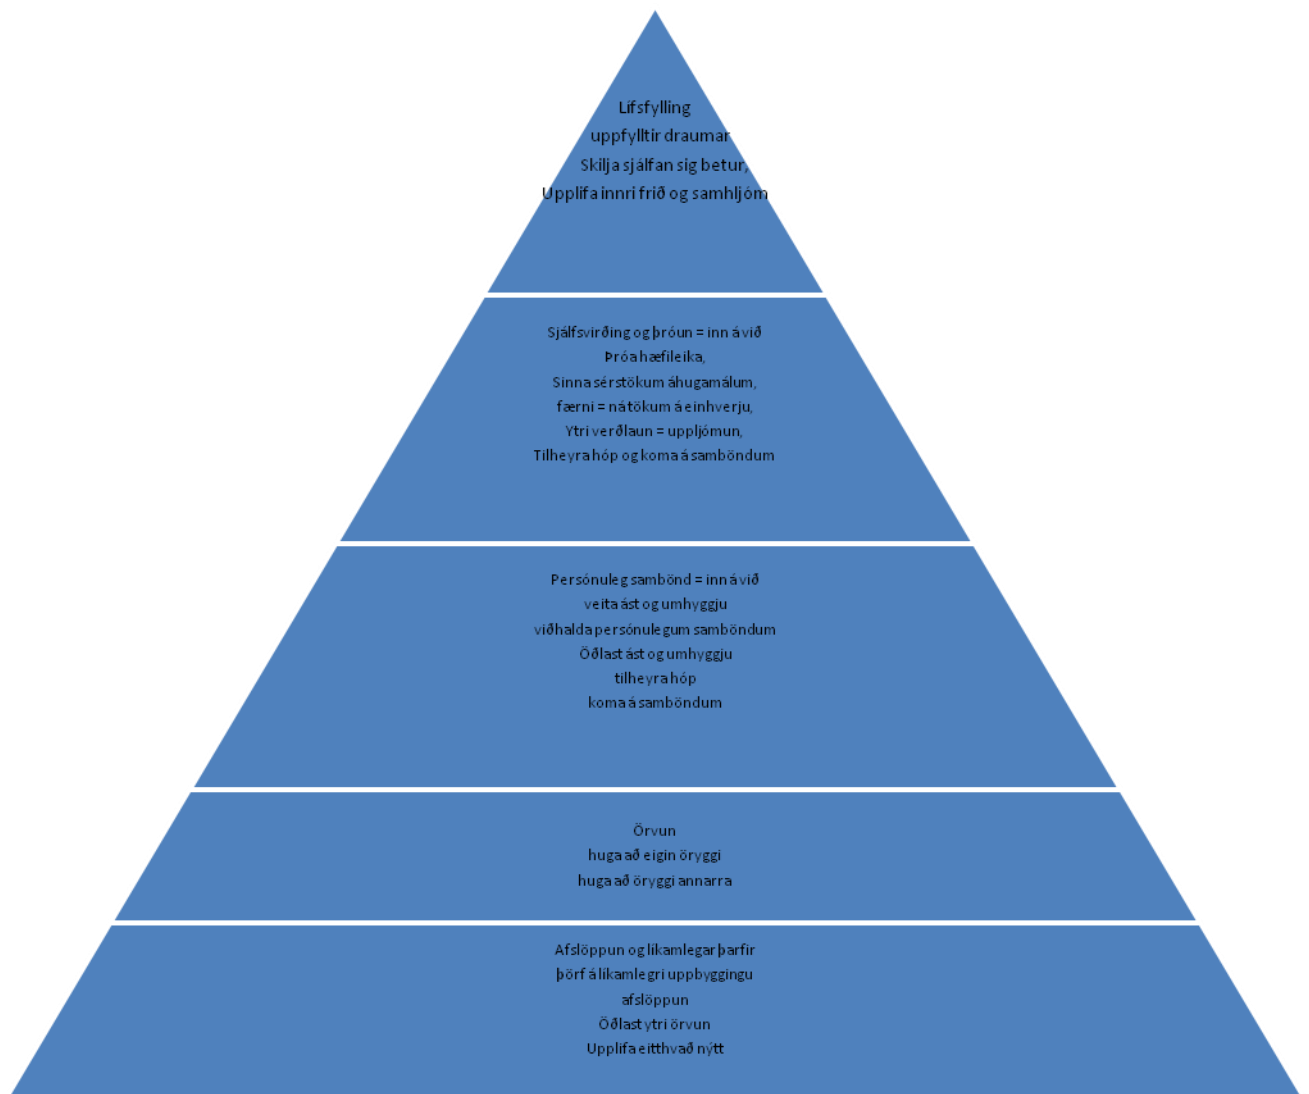 Lífsfylling
uppfylltir draumar
Skilja sjálfan sig betur,
Upplifa innri frið og samhljóm
Sjálfsvirðing og þróun = inn á við
Þróa hæfileika,
Sinna sérstökum áhugamálum,
færni = ná tökum á einhverju,
Ytri verðlaun = uppljómun,
Tilheyra hóp og koma á samböndum
Persónuleg sambönd = inn á við
veita ást og umhyggju
viðhalda persónulegum samböndum
Öðlast ást og umhyggju
tilheyra hóp
koma á samböndum
Örvun
huga að eigin öryggi
huga að öryggi annarra
Afslöppun og líkamlegar þarfir
þörf á líkamlegri uppbyggingu
afslöppun
Öðlast ytri örvun
Upplifa eitthvað nýtt